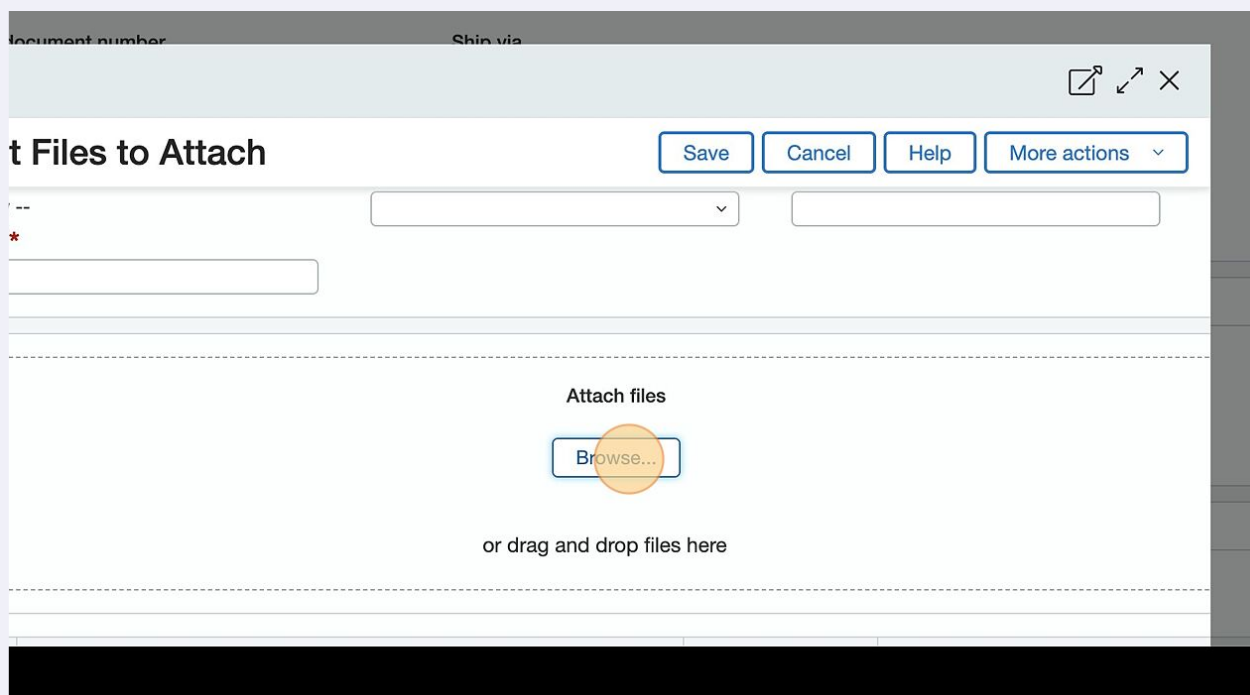 document number Ship via
t Files to Attach Save Cancel Help More actions
--
*
Attach files
Browse...
or drag and drop files here